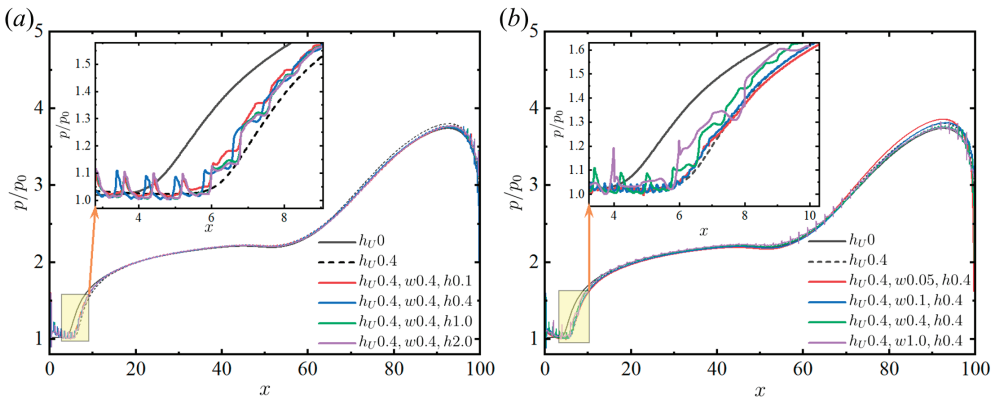 (a)
5
4
3
2
1
p/p0
0 20 40 60 80 100
x
1.5
1.4
1.3
1.2
1.1
1.0
p/p0
4 6 8
x
hU0
hU0.4
hU0.4, w0.4, h0.1
hU0.4, w0.4, h0.4
hU0.4, w0.4, h1.0
hU0.4, w0.4, h2.0
(b)
5
4
3
2
1
p/p0
0 20 40 60 80 100
x
1.6
1.5
1.4
1.3
1.2
1.1
1.0
p/p0
4 6 8 10
x
hU0
hU0.4
hU0.4, w0.05, h0.4
hU0.4, w0.1, h0.4
hU0.4, w0.4, h0.4
hU0.4, w1.0, h0.4